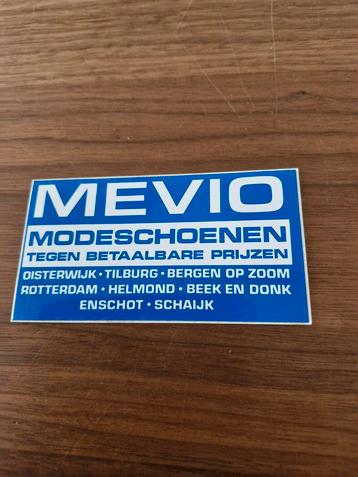 MEVIO
MODESCHOENEN
TEGEN BETAALBARE PRIJZEN
OISTERWIJK · TILBURG · BERGEN OP ZOOM
ROTTERDAM · HELMOND · BEEK EN DONK
ENSCHOT · SCHAIJK